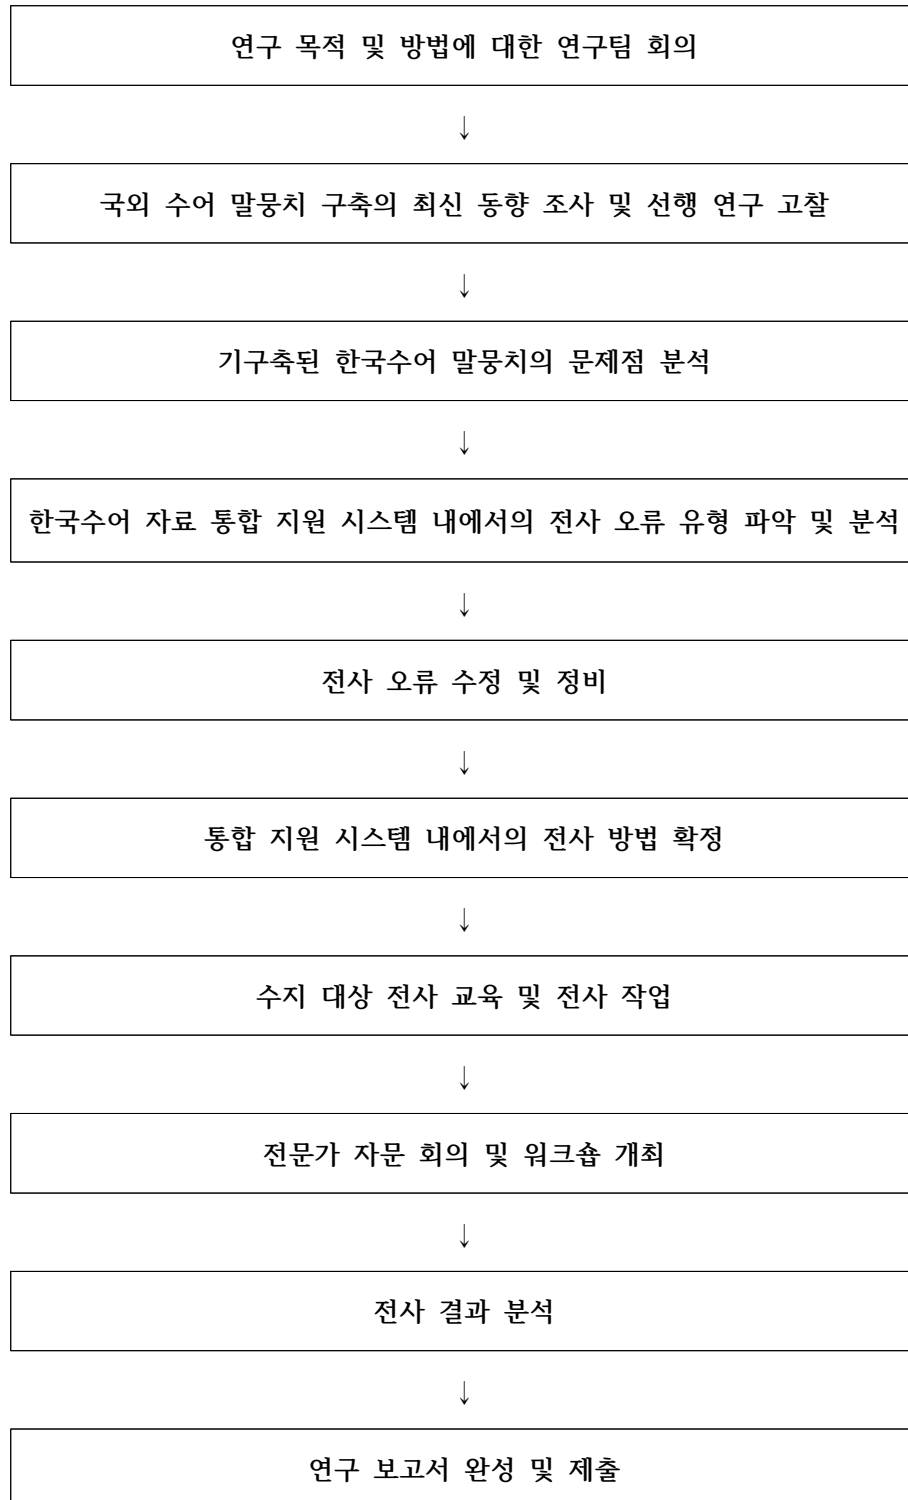 연구 목적 및 방법에 대한 연구팀 회의
↓
국외 수어 말뭉치 구축의 최신 동향 조사 및 선행 연구 고찰
↓
기구축된 한국수어 말뭉치의 문제점 분석
↓
한국수어 자료 통합 지원 시스템 내에서의 전사 오류 유형 파악 및 분석
↓
전사 오류 수정 및 정비
↓
통합 지원 시스템 내에서의 전사 방법 확정
↓
수지 대상 전사 교육 및 전사 작업
↓
전문가 자문 회의 및 워크숍 개최
↓
전사 결과 분석
↓
연구 보고서 완성 및 제출